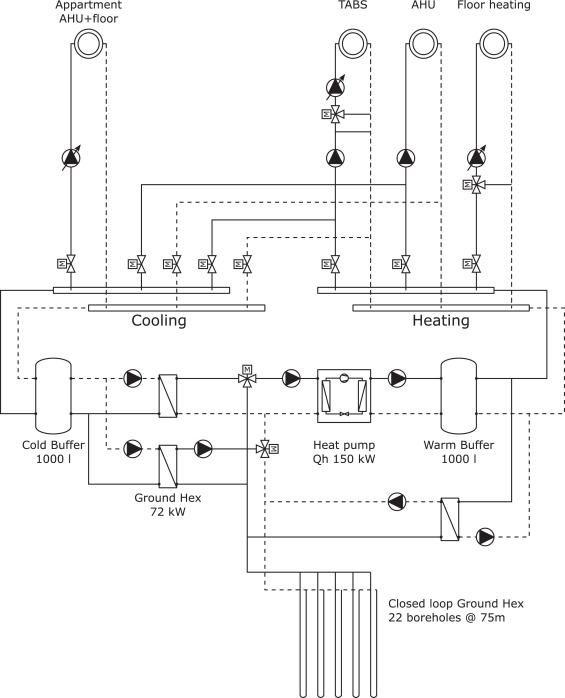 Appartment
AHU+floor
TABS
AHU
Floor heating
M
M
M
M
M
M
M
M
M
M
Cooling
Heating
M
Cold Buffer
1000 l
Heat pump
Qh 150 kW
Warm Buffer
1000 l
M
Ground Hex
72 kW
Closed loop Ground Hex
22 boreholes @ 75m